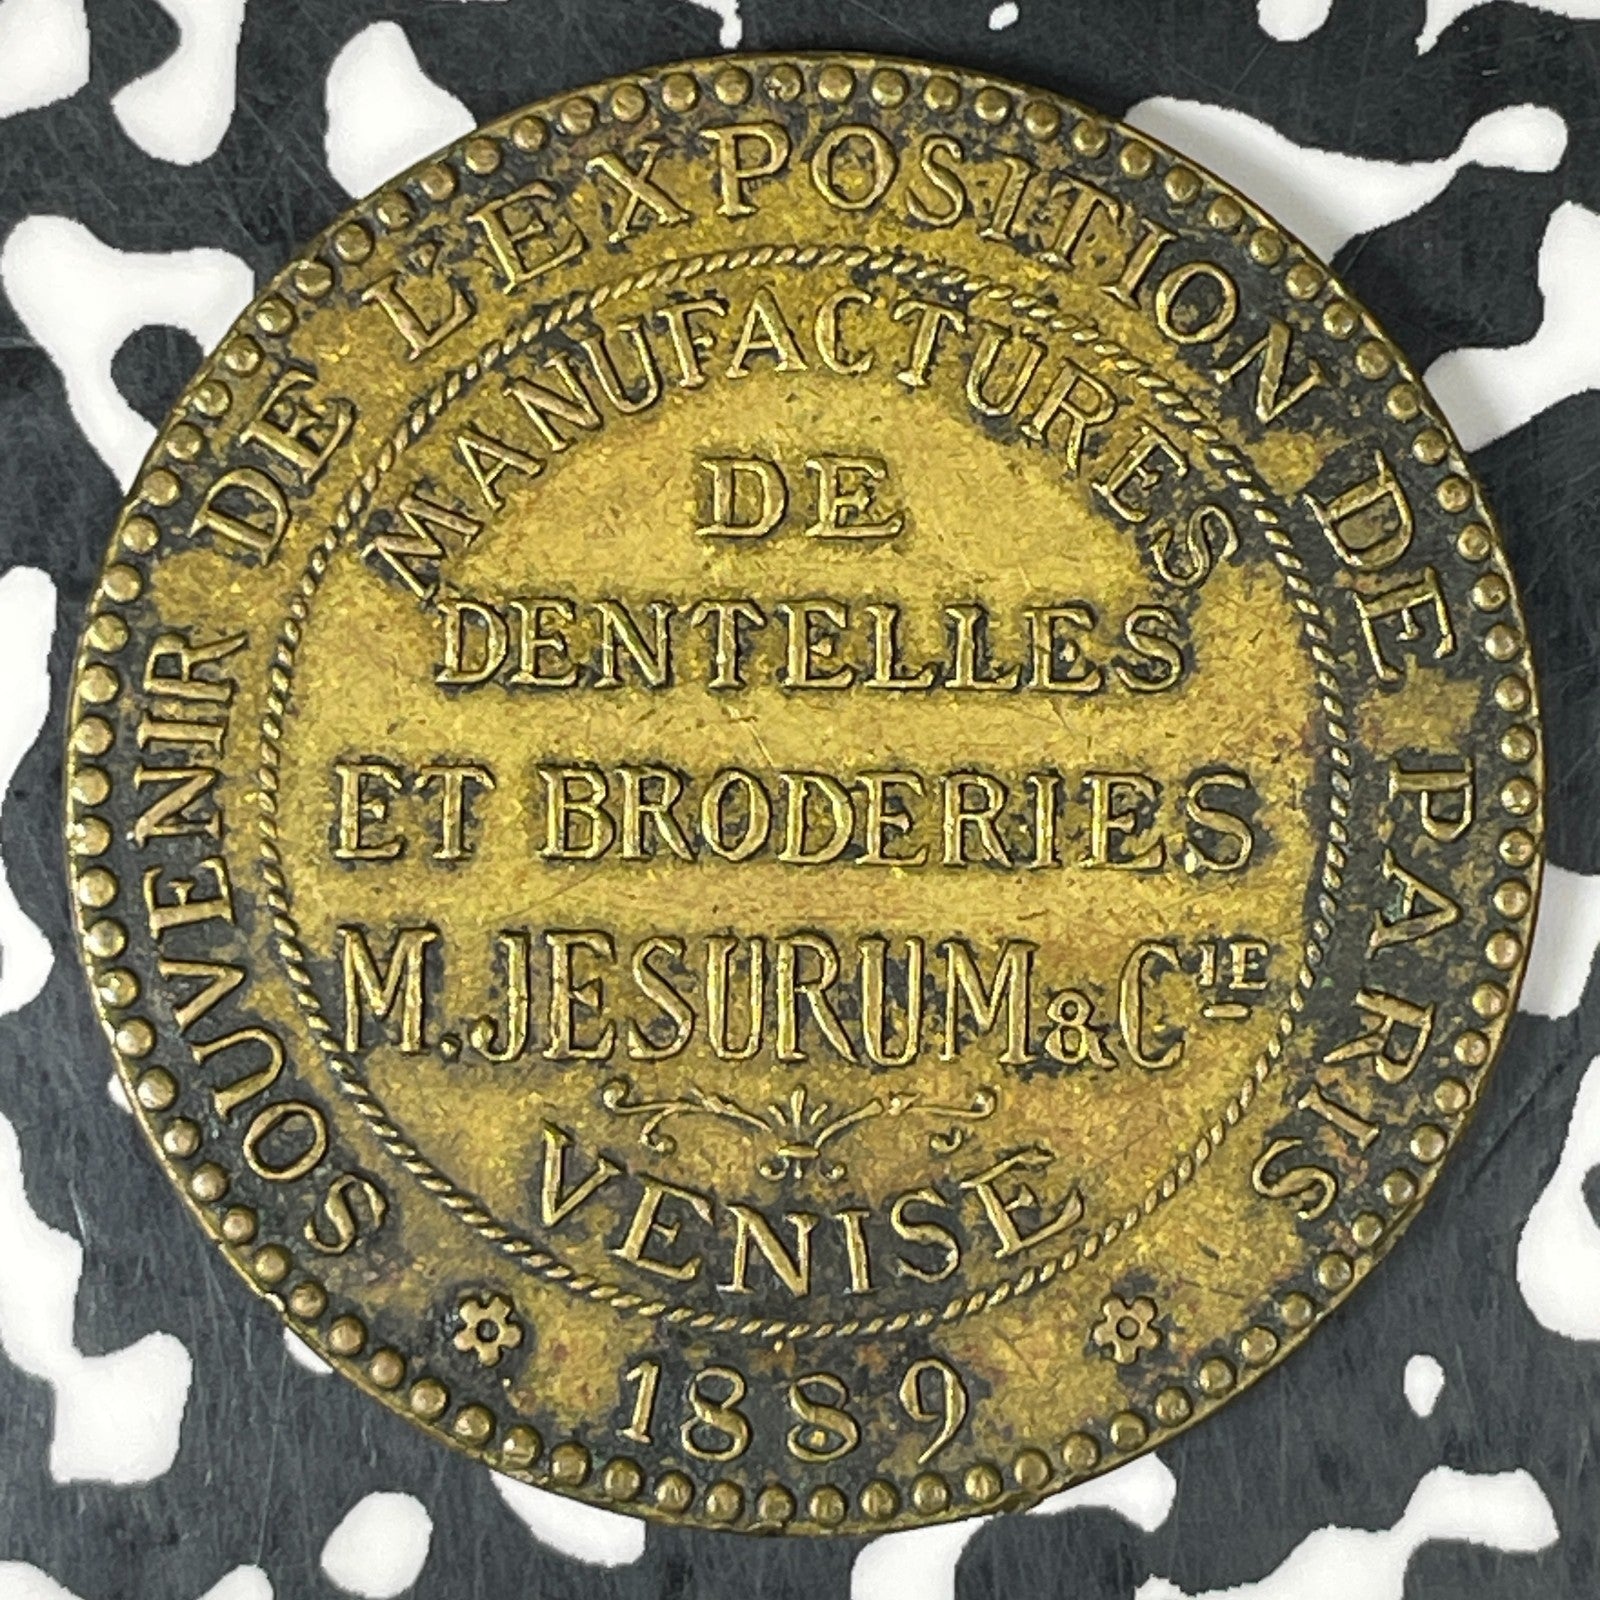 SOUVENIR DE L'EXPOSITION DE PARIS
MANUFACTURES
DE
DENTELLES
ET BRODERIES
M. JESURUM & CIE
VENISE
1889